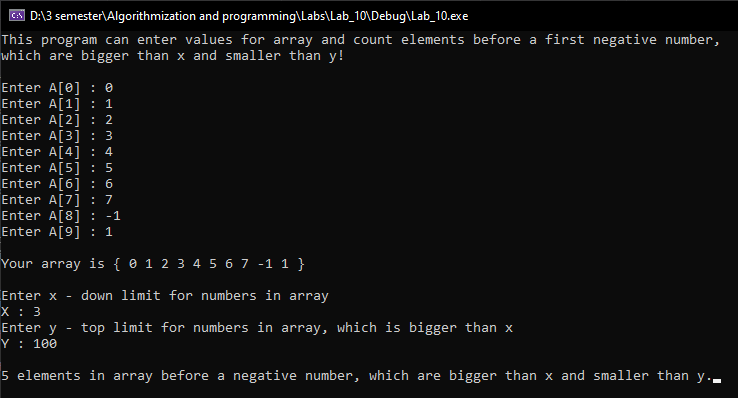 D:\3 semester\Algorithmization and programming\Labs\Lab_10\Debug\Lab_10.exe
This program can enter values for array and count elements before a first negative number,
which are bigger than x and smaller than y!
Enter A[0] : 0
Enter A[1] : 1
Enter A[2] : 2
Enter A[3] : 3
Enter A[4] : 4
Enter A[5] : 5
Enter A[6] : 6
Enter A[7] : 7
Enter A[8] : -1
Enter A[9] : 1
Your array is { 0 1 2 3 4 5 6 7 -1 1 }
Enter x - down limit for numbers in array
X : 3
Enter y - top limit for numbers in array, which is bigger than x
Y : 100
5 elements in array before a negative number, which are bigger than x and smaller than y.